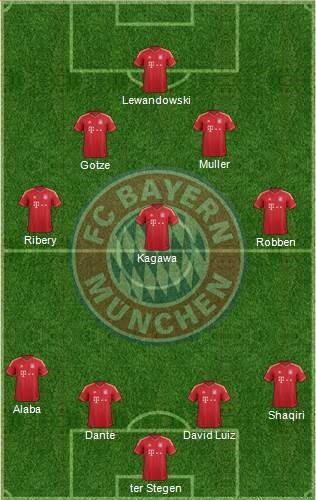 Lewandowski
Gotze
Muller
Ribery
Kagawa
Robben
FC BAYERN
MÜNCHEN
Alaba
Dante
David Luiz
Shaqiri
ter Stegen